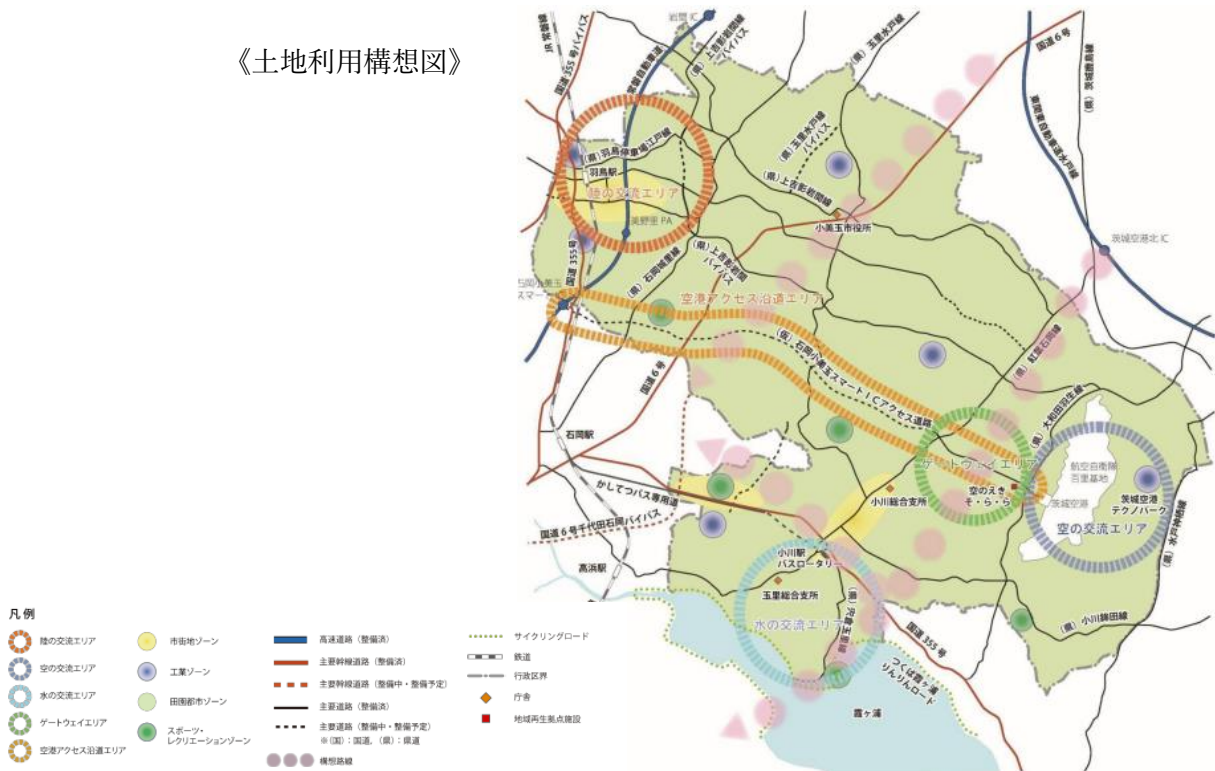 《土地利用構想図》
岩間IC
JR 常磐線
国道 355 号バイパス
常磐自動車道
(県) 上吉影岩間線
バイパス
(県) 玉里水戸線
国道6号
(県) 茨城鹿島線
東関東自動車道水戸線
(県) 玉里水戸線
バイパス
(県) 羽鳥停車場江戸線
羽鳥駅
陸の交流エリア
(県) 上吉影岩間線
美野里 PA
小美玉市役所
茨城空港北 IC
国道 355号
(県) 石岡城里線
(県) 上吉影岩間
バイパス
石岡小美玉
空港アクセス沿道エリア
(仮) 石岡小美玉スマートICアクセス道路
(県) 紅葉石岡線
国道6号
(県) 大和田羽生線
石岡駅
ゲートウェイエリア
航空自衛隊
百里基地
かしてつバス専用道
小川総合支所
空のえき
そ・ら・ら
茨城空港
茨城空港
テクノパーク
国道6号千代田石岡バイパス
空の交流エリア
(県) 水戸神栖線
小川駅
バスロータリー
高浜駅
玉里総合支所
水の交流エリア
国道 355 号
(県) 小川鉾田線
つくば霞ヶ浦
りんりんロード
霞ヶ浦
凡例
陸の交流エリア
空の交流エリア
水の交流エリア
ゲートウェイエリア
空港アクセス沿道エリア
市街地ゾーン
工業ゾーン
田園都市ゾーン
スポーツ・
レクリエーションゾーン
高速道路（整備済）
主要幹線道路（整備済）
主要幹線道路（整備中・整備予定）
主要道路（整備済）
主要道路（整備中・整備予定）
※(国)：国道，(県)：県道
構想路線
サイクリングロード
鉄道
行政区界
庁舎
地域再生拠点施設